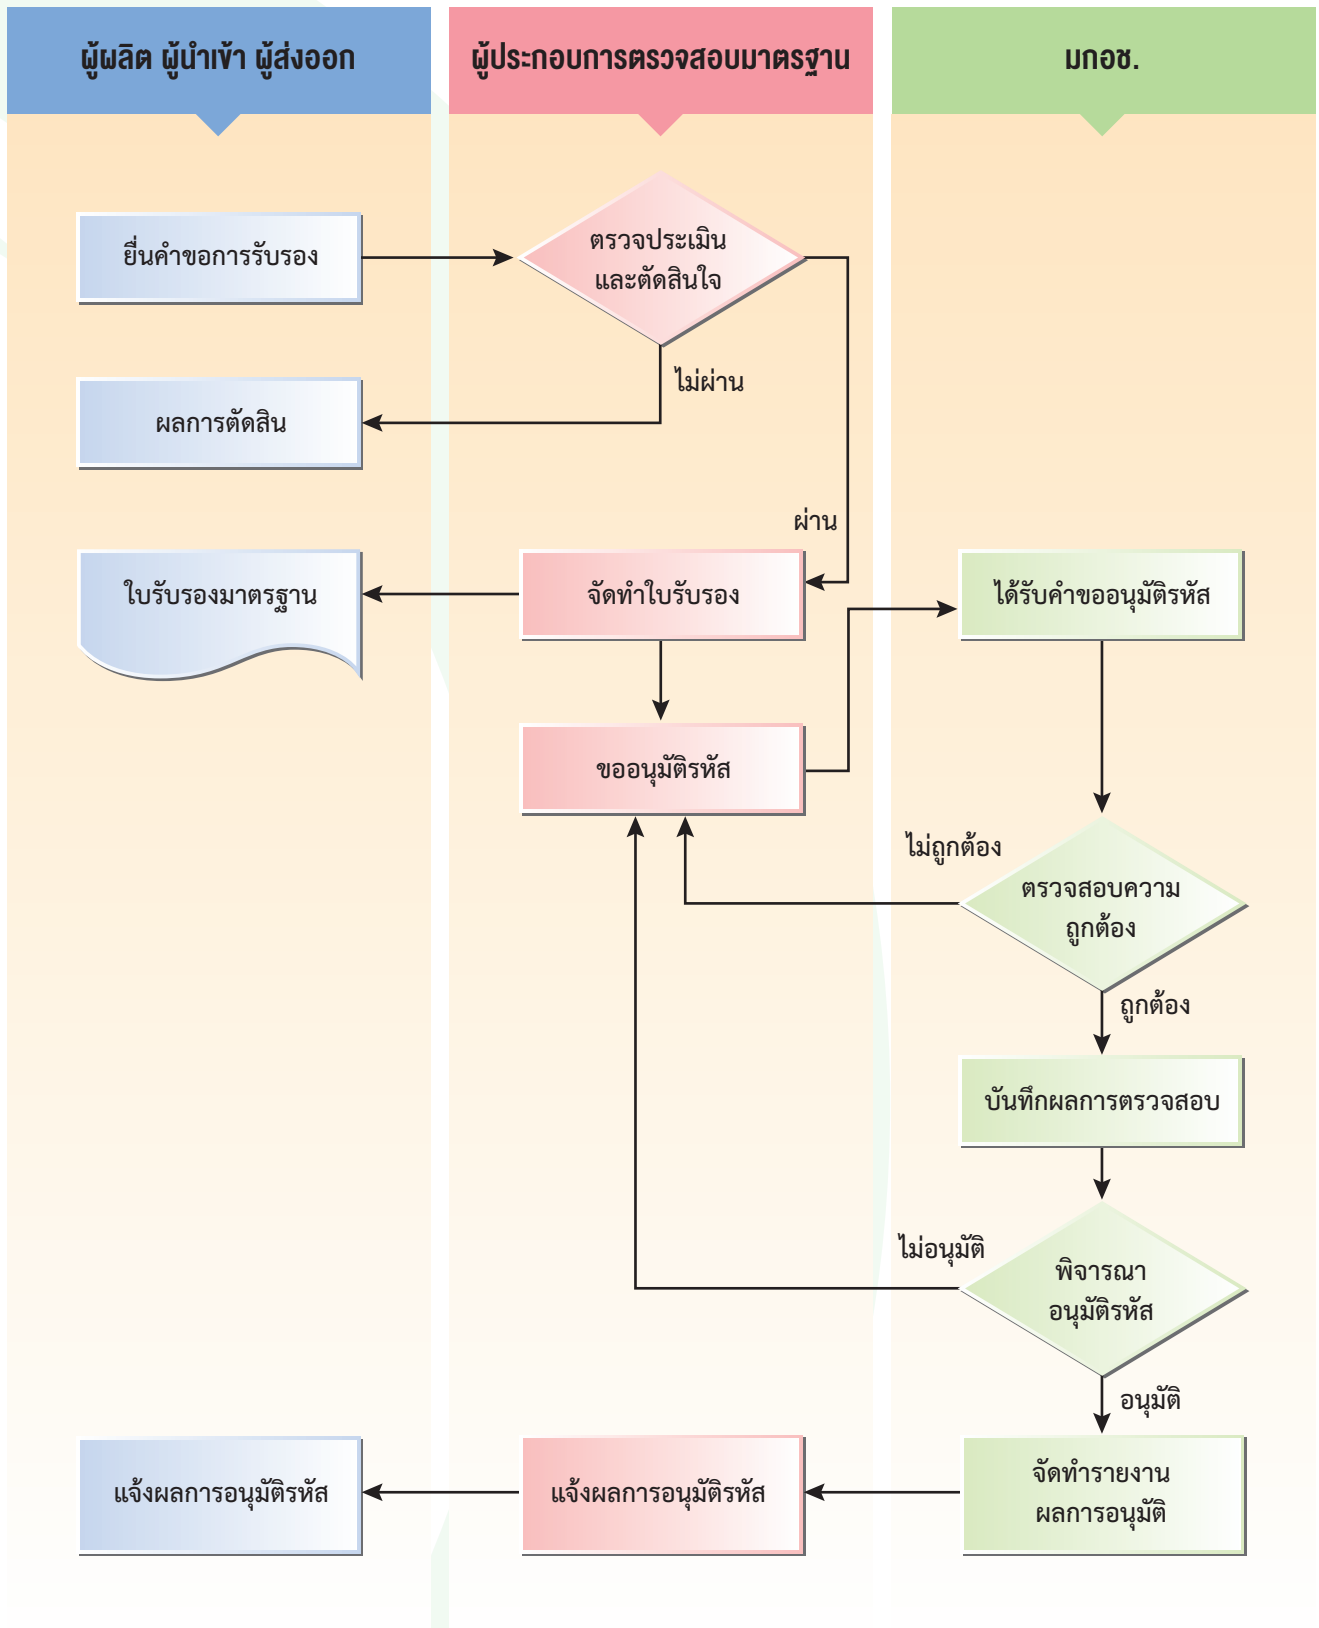 ผู้ผลิต ผู้นำเข้า ผู้ส่งออก
ผู้ประกอบการตรวจสอบมาตรฐาน
มกอช.
ยื่นคำขอการรับรอง
ตรวจประเมิน
และตัดสินใจ
ไม่ผ่าน
ผลการตัดสิน
ผ่าน
ใบรับรองมาตรฐาน
จัดทำใบรับรอง
ได้รับคำขออนุมัติรหัส
ขออนุมัติรหัส
ไม่ถูกต้อง
ตรวจสอบความ
ถูกต้อง
ถูกต้อง
บันทึกผลการตรวจสอบ
ไม่อนุมัติ
พิจารณา
อนุมัติรหัส
อนุมัติ
แจ้งผลการอนุมัติรหัส
แจ้งผลการอนุมัติรหัส
จัดทำรายงาน
ผลการอนุมัติ